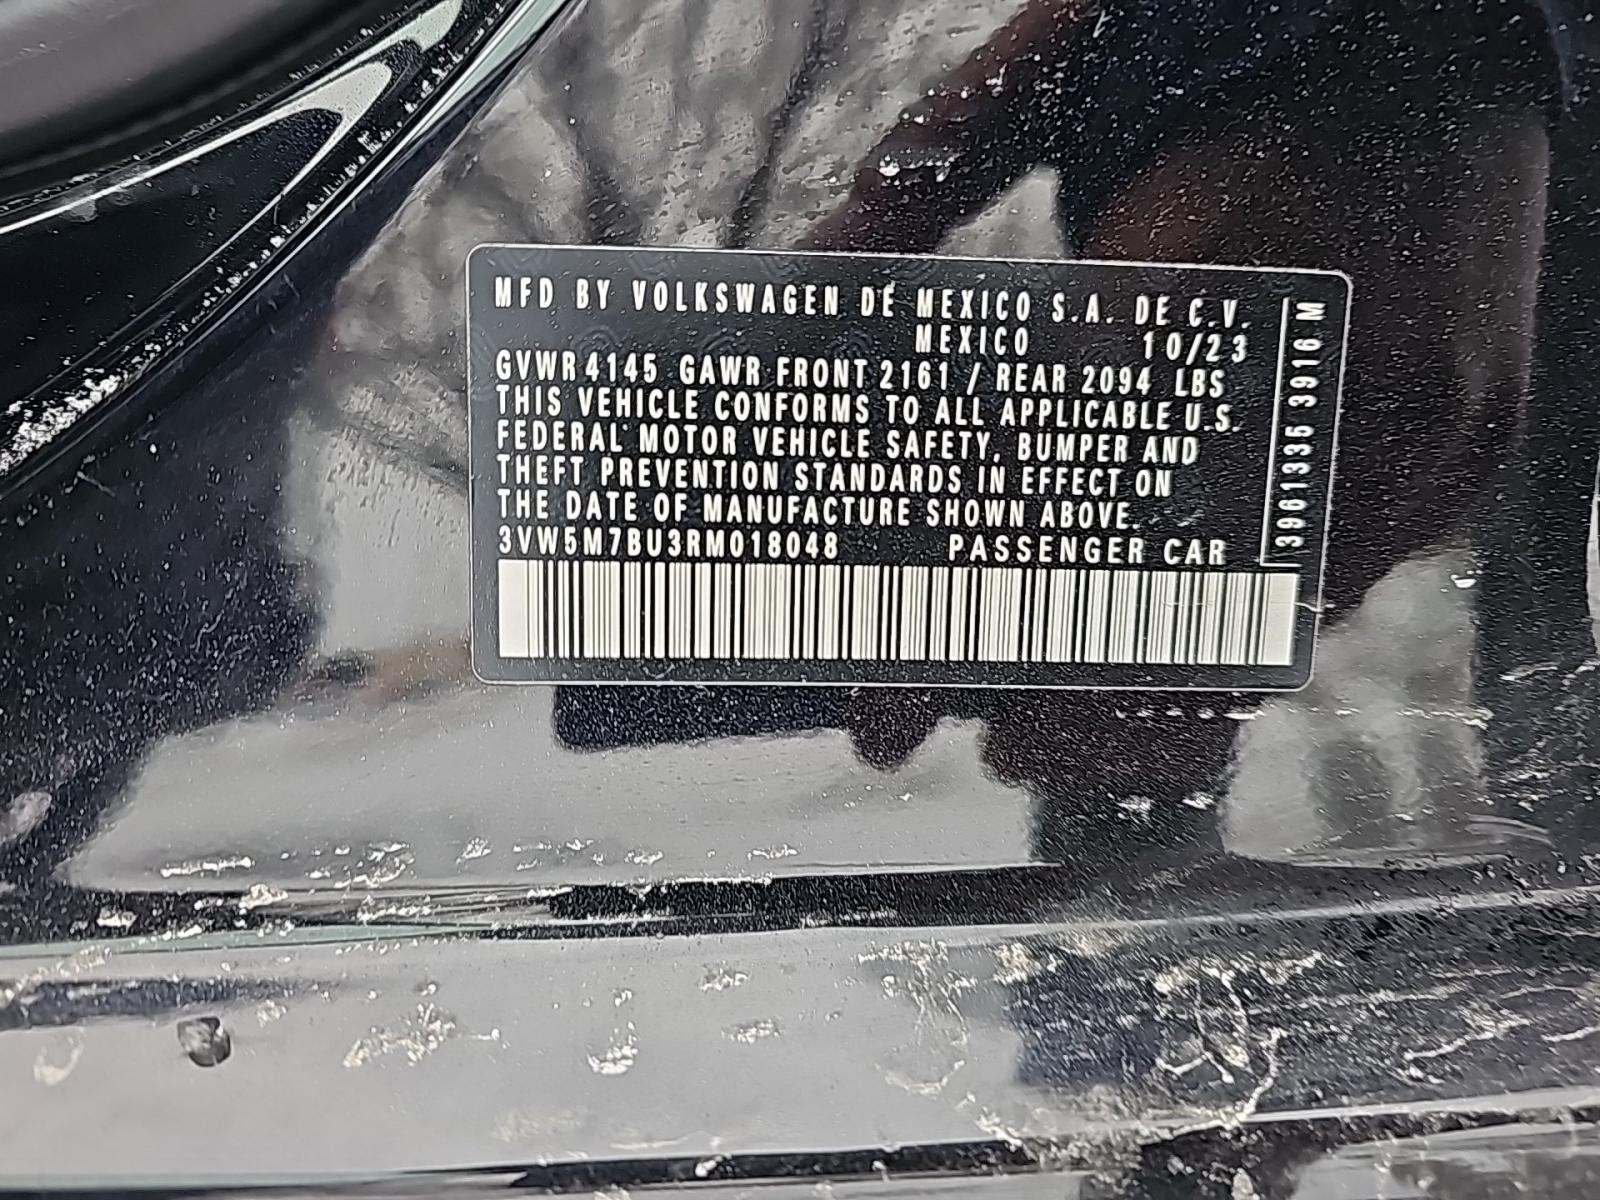 MFD BY VOLKSWAGEN DE MEXICO S.A. DE C.V.
MEXICO 10/23
GVWR 4145 GAWR FRONT 2161 / REAR 2094 LBS
THIS VEHICLE CONFORMS TO ALL APPLICABLE U.S.
FEDERAL MOTOR VEHICLE SAFETY, BUMPER AND
THEFT PREVENTION STANDARDS IN EFFECT ON
THE DATE OF MANUFACTURE SHOWN ABOVE.
3VW5M7BU3RM018048 PASSENGER CAR
3961335 3916 M